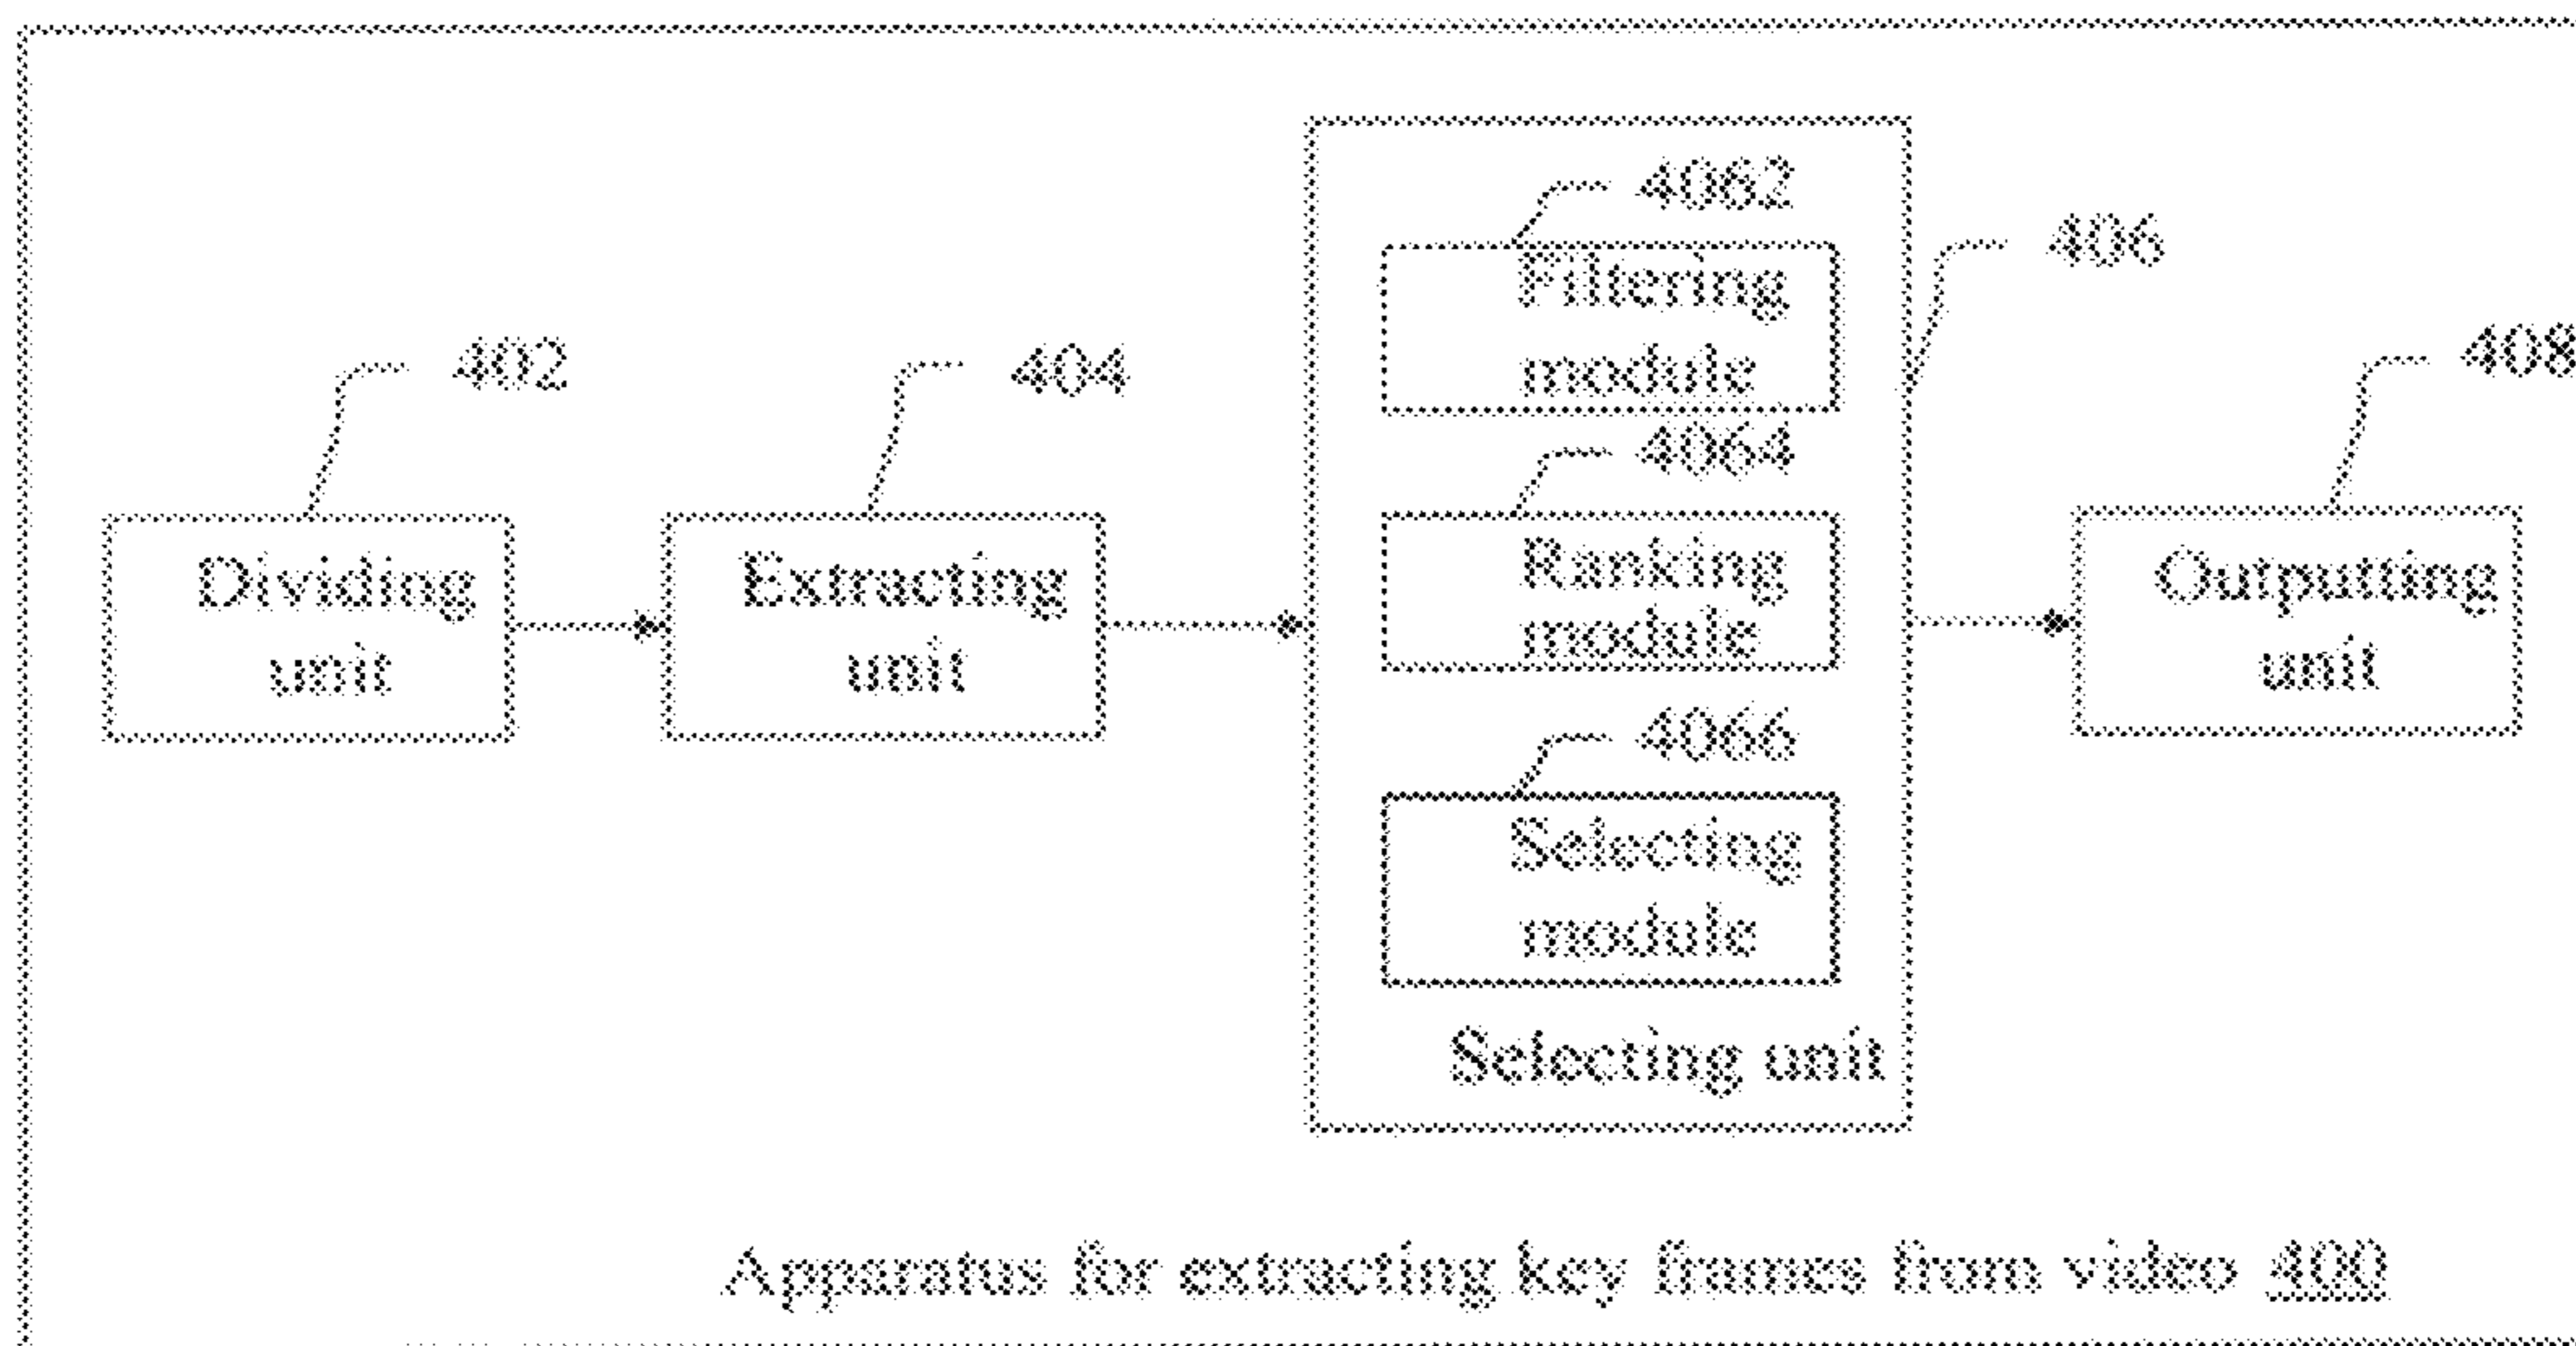 4062
Filtering
module
406
402
404
408
4064
Dividing
unit
Extracting
unit
Ranking
module
Outputting
unit
4066
Selecting
module
Selecting unit
Apparatus for extracting key frames from video 400